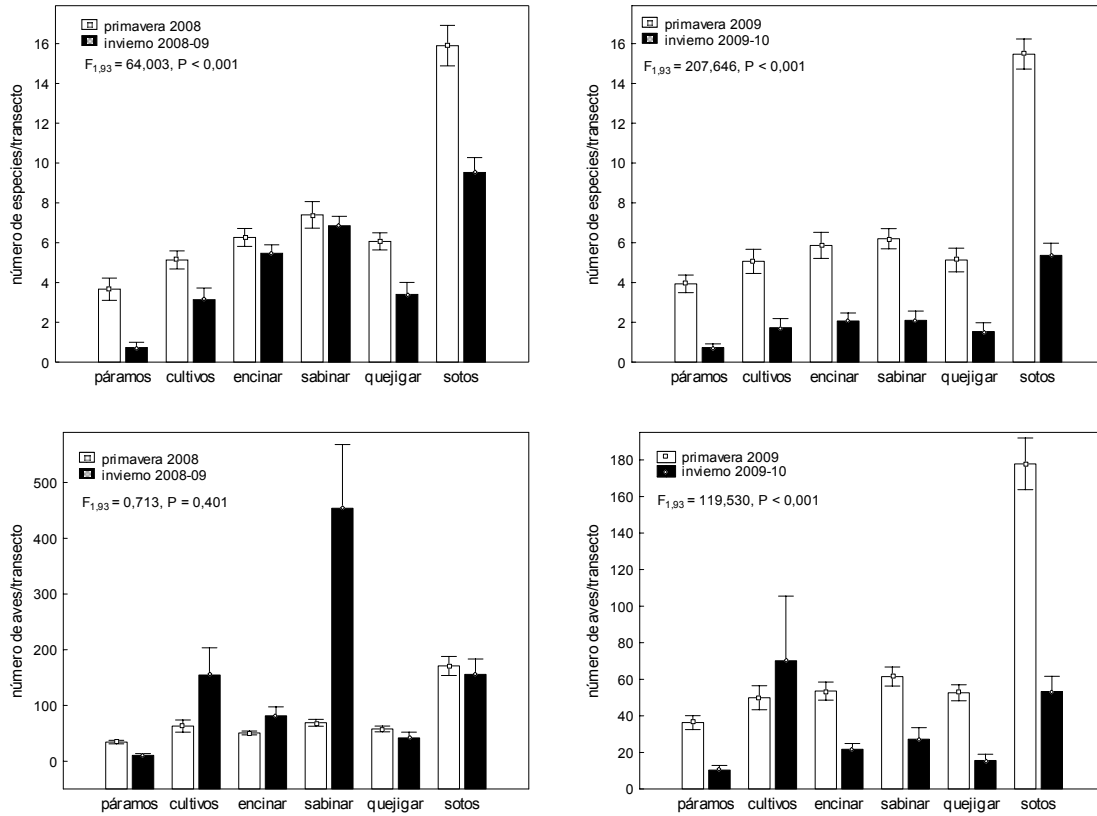 primavera 2008
invierno 2008-09
F1,93 = 64,003, P < 0,001
número de especies/transecto
16
14
12
10
8
6
4
2
0
páramos cultivos encinar sabinar quejigar sotos
primavera 2009
invierno 2009-10
F1,93 = 207,646, P < 0,001
número de especies/transecto
16
14
12
10
8
6
4
2
0
páramos cultivos encinar sabinar quejigar sotos
primavera 2008
invierno 2008-09
F1,93 = 0,713, P = 0,401
número de aves/transecto
500
400
300
200
100
0
páramos cultivos encinar sabinar quejigar sotos
primavera 2009
invierno 2009-10
F1,93 = 119,530, P < 0,001
número de aves/transecto
180
160
140
120
100
80
60
40
20
0
páramos cultivos encinar sabinar quejigar sotos